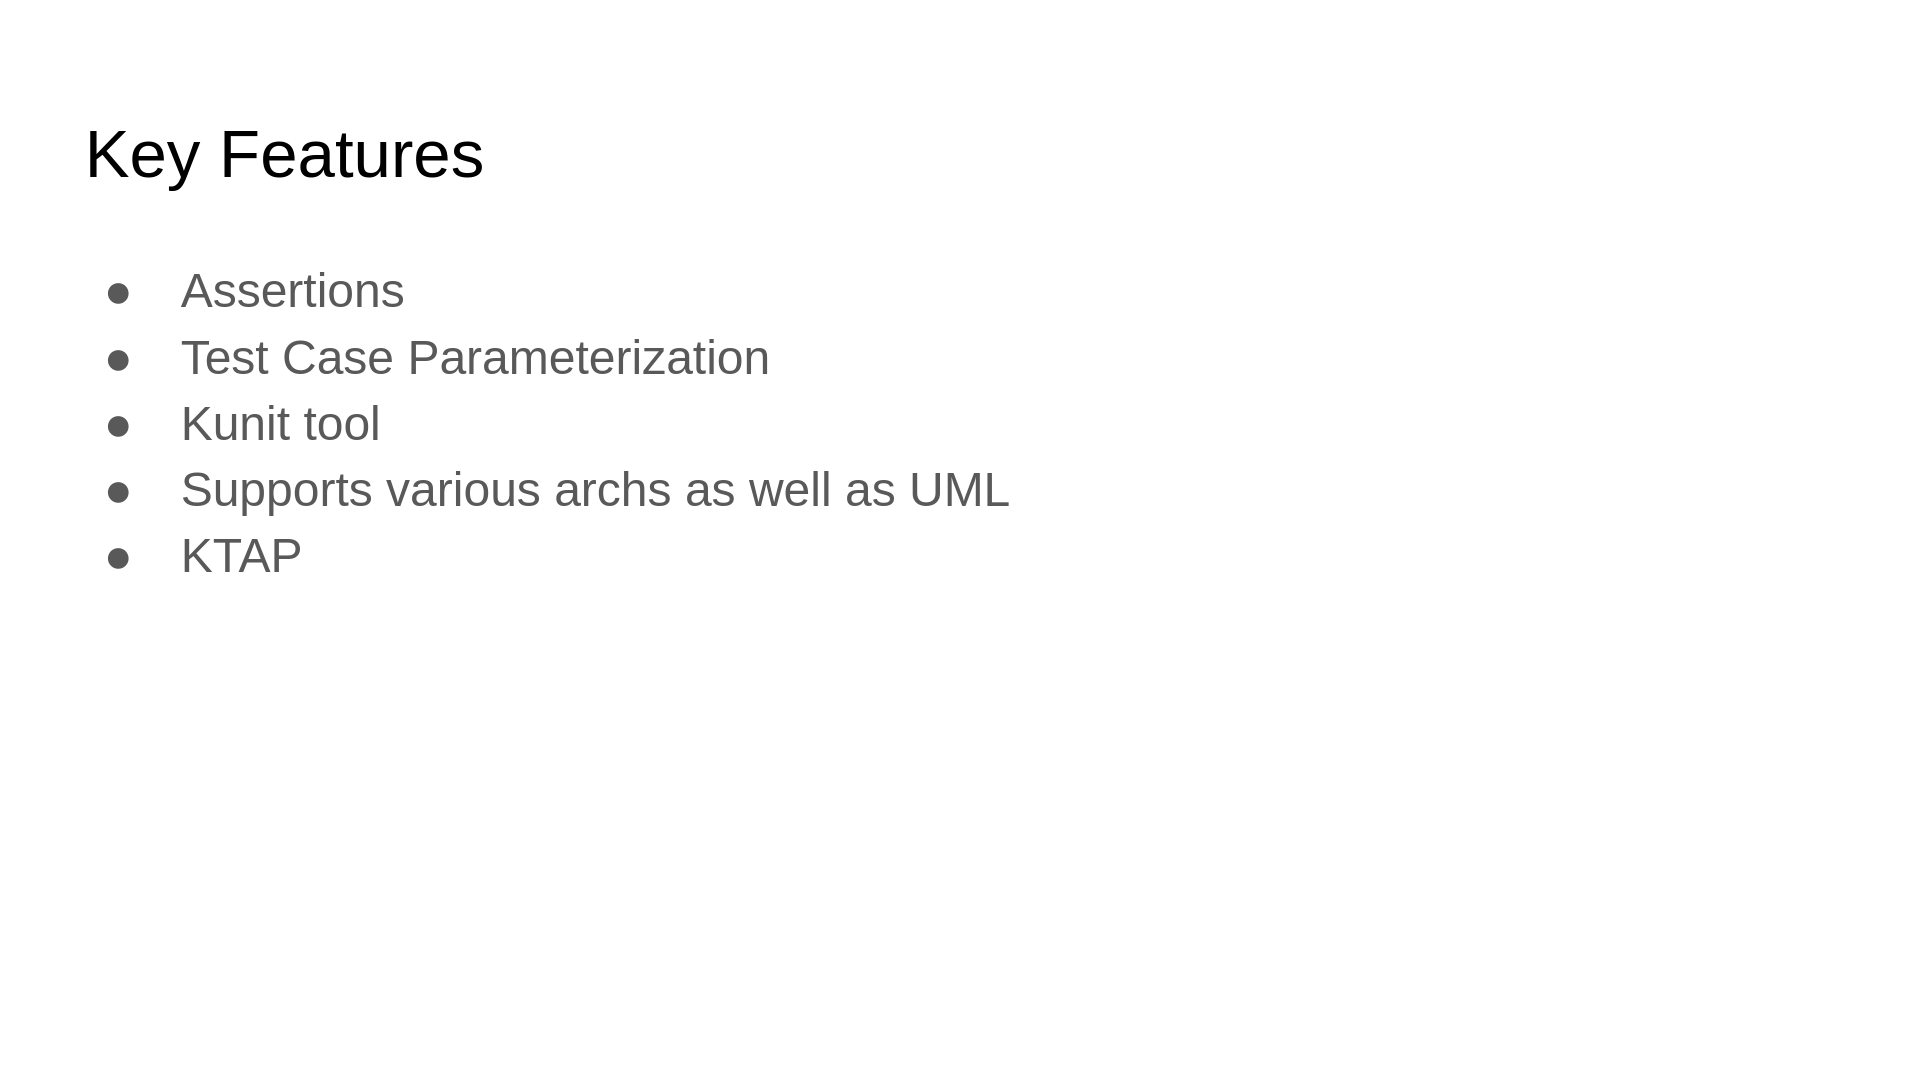 Key Features
● Assertions
● Test Case Parameterization
● Kunit tool
● Supports various archs as well as UML
● KTAP